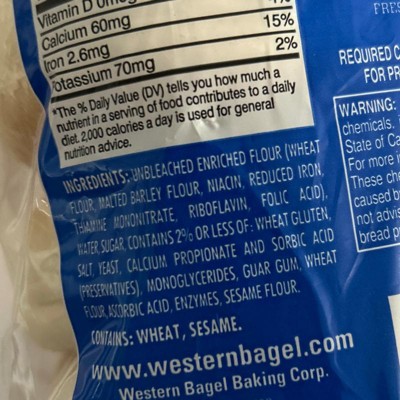 FRES
Vitamin D 0mcg
Calcium 60mg
Iron 2.6mg 15%
Potassium 70mg 2%
*The % Daily Value (DV) tells you how much a
nutrient in a serving of food contributes to a daily
diet. 2,000 calories a day is used for general
nutrition advice.
INGREDIENTS: UNBLEACHED ENRICHED FLOUR (WHEAT
FLOUR, MALTED BARLEY FLOUR, NIACIN, REDUCED IRON,
THIAMINE MONONITRATE, RIBOFLAVIN, FOLIC ACID),
WATER, SUGAR. CONTAINS 2% OR LESS OF: WHEAT GLUTEN,
SALT, YEAST, CALCIUM PROPIONATE AND SORBIC ACID
(PRESERVATIVES), MONOGLYCERIDES, GUAR GUM, WHEAT
FLOUR, ASCORBIC ACID, ENZYMES, SESAME FLOUR.
CONTAINS: WHEAT, SESAME.
www.westernbagel.com
Western Bagel Baking Corp.
REQUIRED C
FOR PR
WARNING:
chemicals,
State of Ca
For more i
These che
caused b
not advis
bread p